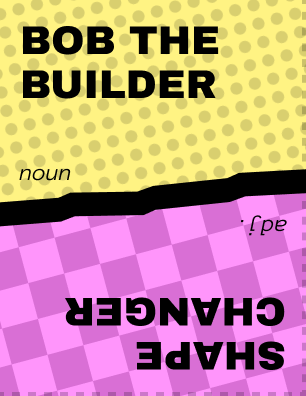 BOB THE
BUILDER
noun
SHAPE
CHANGER
adj.